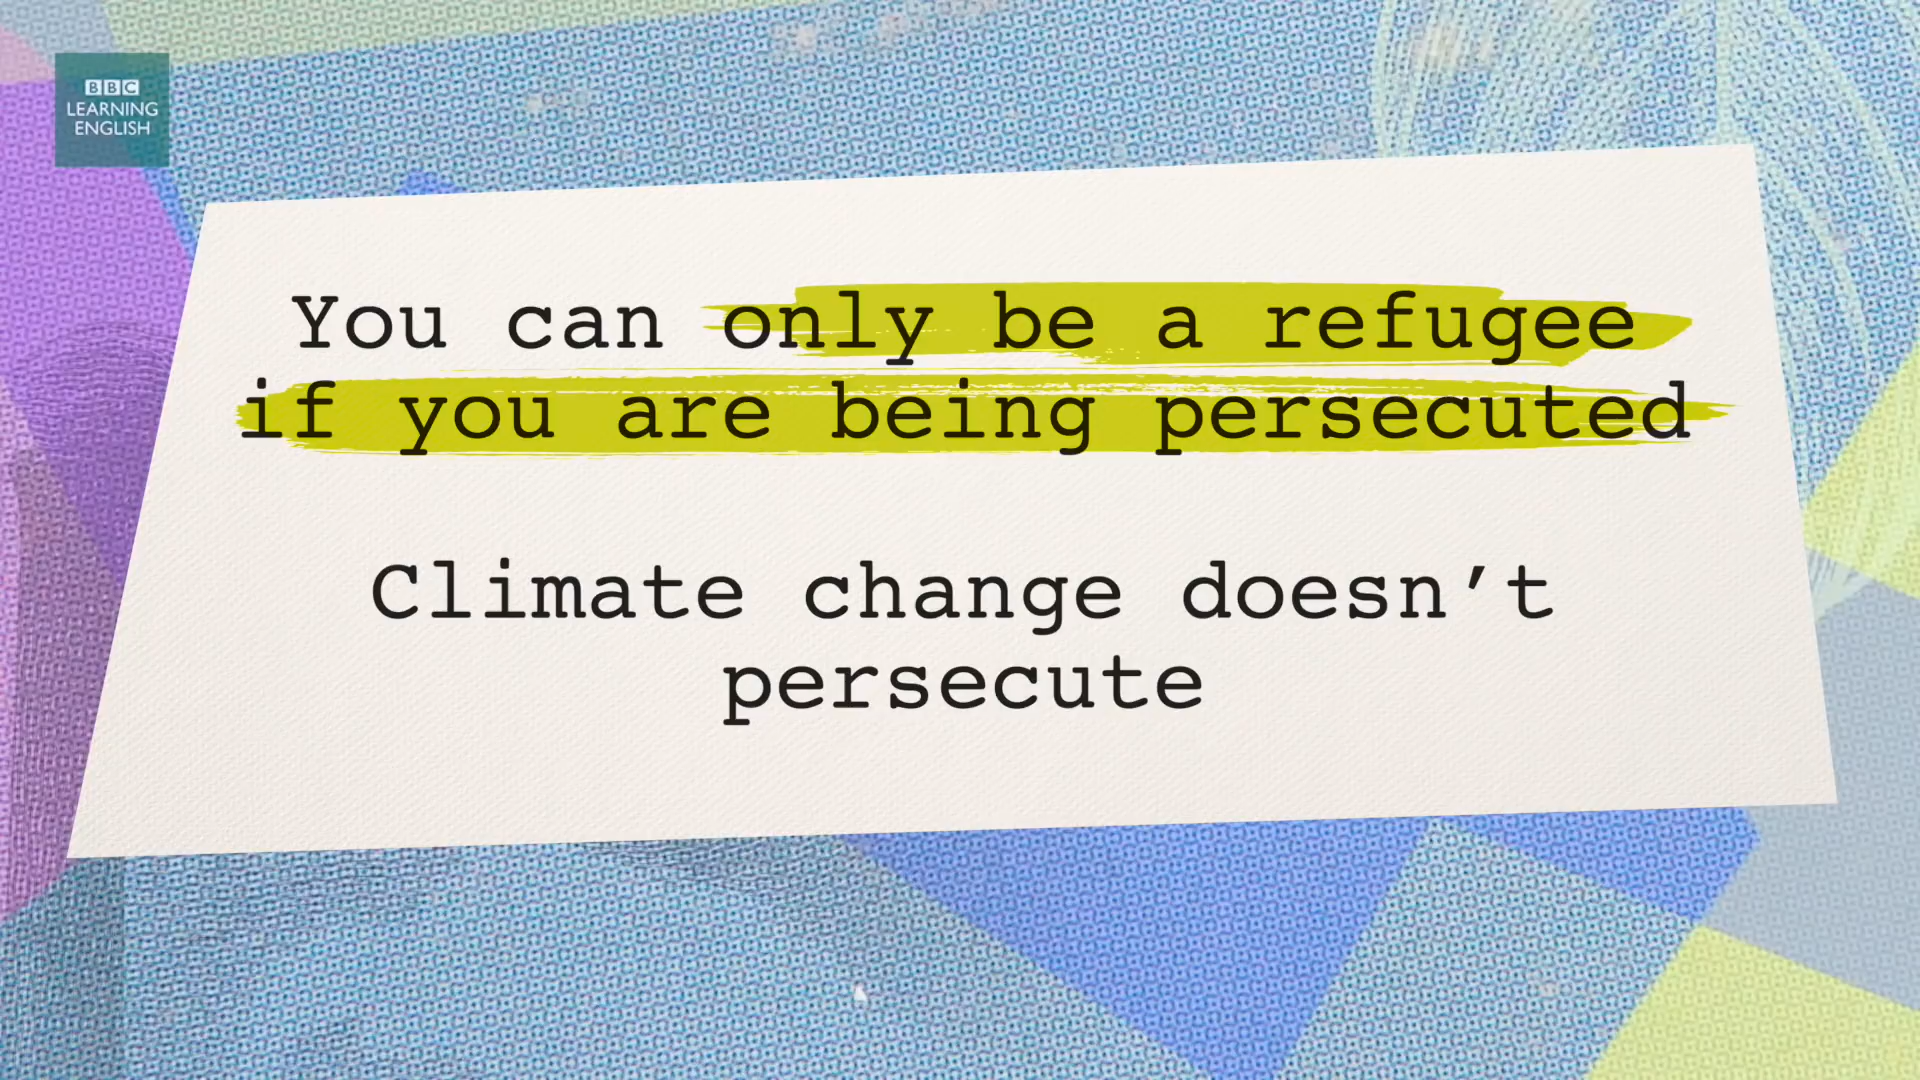 BBC
LEARNING
ENGLISH
You can only be a refugee
if you are being persecuted
Climate change doesn’t
persecute